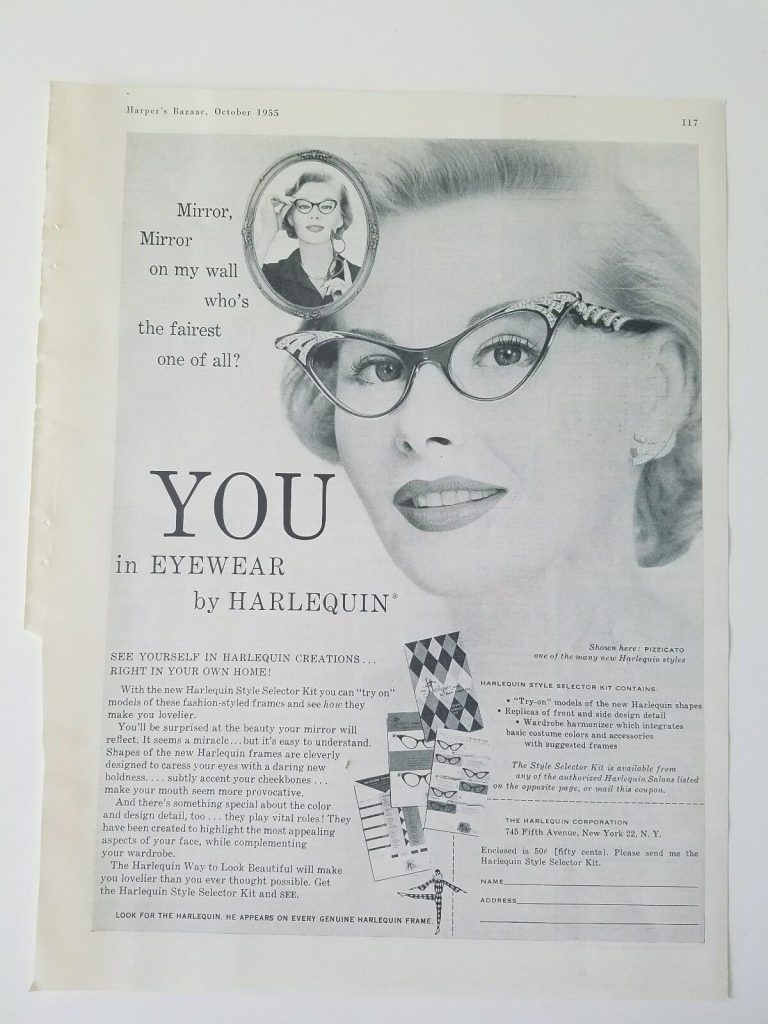 Harper's Bazaar, October 1955
117
Mirror,
Mirror
on my wall
who's
the fairest
one of all?
YOU
in EYEWEAR
by HARLEQUIN®
Shown here: PIZZICATO
one of the many new Harlequin styles
SEE YOURSELF IN HARLEQUIN CREATIONS...
RIGHT IN YOUR OWN HOME!
With the new Harlequin Style Selector Kit you can "try on"
models of these fashion-styled frames and see how they
make you lovelier.
You'll be surprised at the beauty your mirror will
reflect. It seems a miracle...but it's easy to understand.
Shapes of the new Harlequin frames are cleverly
designed to caress your eyes with a daring new
boldness.... subtly accent your cheekbones...
make your mouth seem more provocative.
And there's something special about the color
and design detail, too...they play vital roles! They
have been created to highlight the most appealing
aspects of your face, while complementing
your wardrobe.
The Harlequin Way to Look Beautiful will make
you lovelier than you ever thought possible. Get
the Harlequin Style Selector Kit and SEE.
LOOK FOR THE HARLEQUIN. HE APPEARS ON EVERY GENUINE HARLEQUIN FRAME.
HARLEQUIN STYLE SELECTOR KIT CONTAINS:
• "Try-on" models of the new Harlequin shapes
• Replicas of front and side design detail
• Wardrobe harmonizer which integrates
basic costume colors and accessories
with suggested frames
The Style Selector Kit is available from
any of the authorized Harlequin Salons listed
on the opposite page, or mail this coupon.
THE HARLEQUIN CORPORATION
745 Fifth Avenue, New York 22, N. Y.
Enclosed is 50¢ [fifty cents]. Please send me the
Harlequin Style Selector Kit.
NAME
ADDRESS